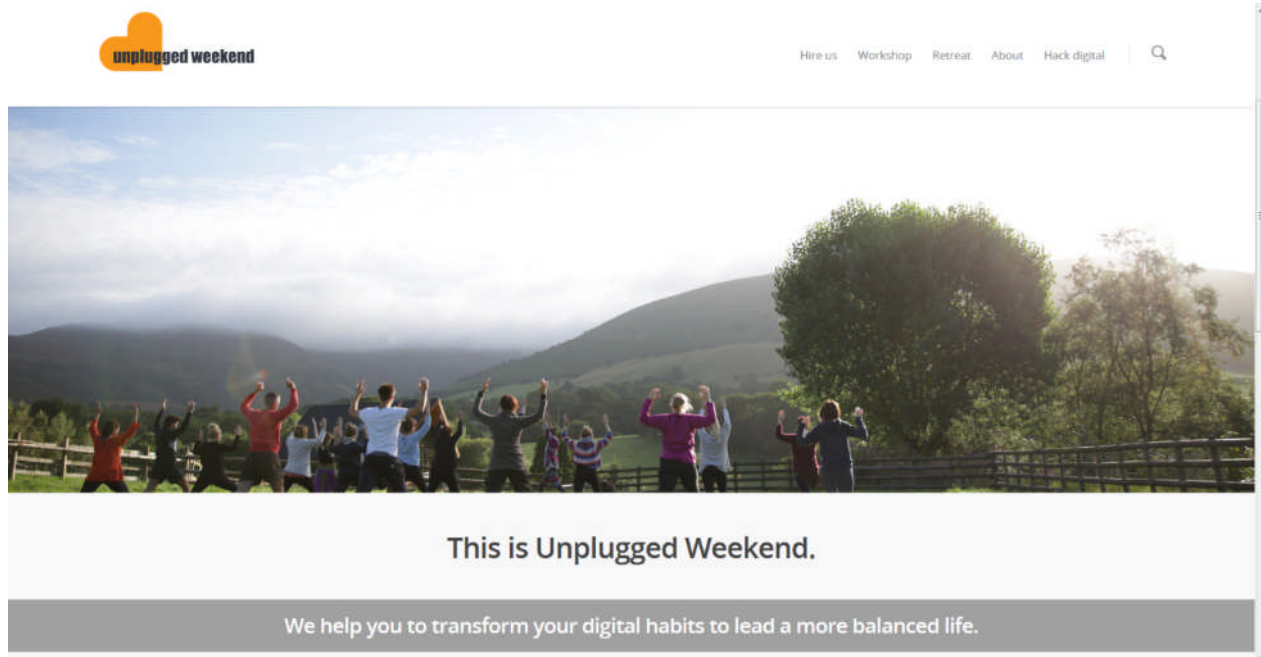 unplugged weekend
Hire us Workshop Retreat About Hack digital
This is Unplugged Weekend.
We help you to transform your digital habits to lead a more balanced life.